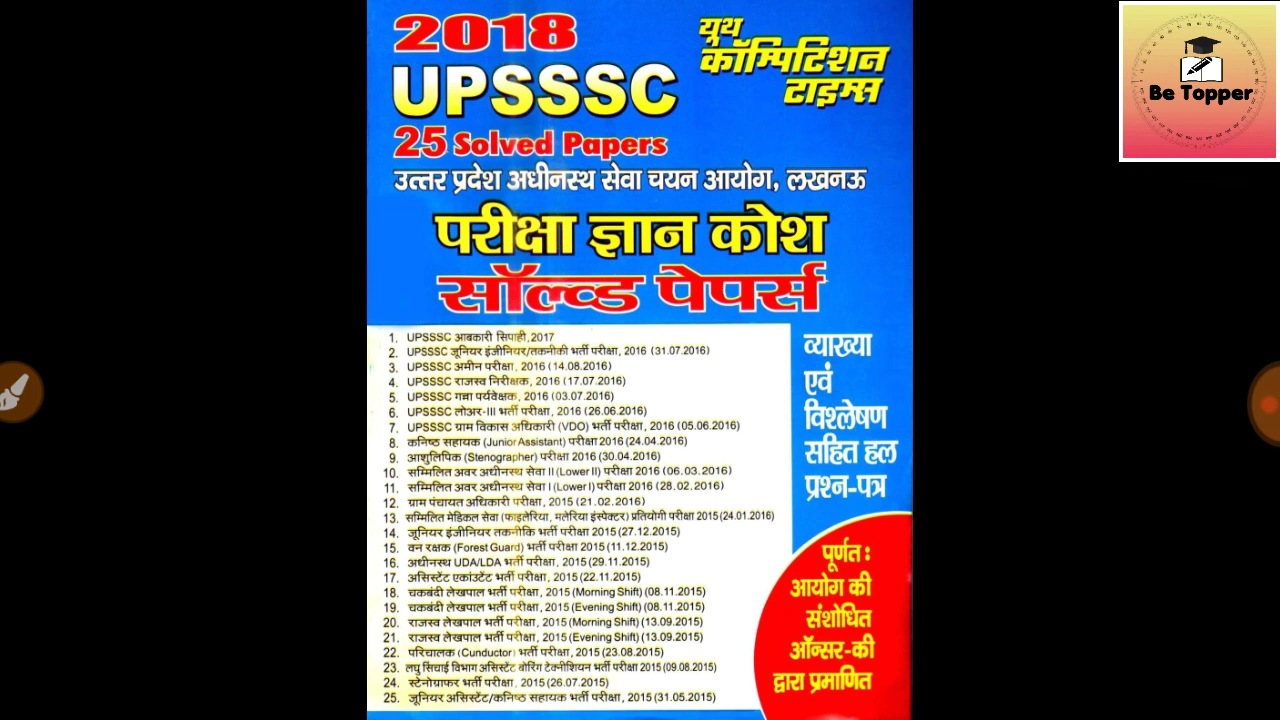 2018
UPSSSC
25 Solved Papers
यूथ
कॉम्पिटिशन
टाइम्स
Be Topper
उत्तर प्रदेश अधीनस्थ सेवा चयन आयोग, लखनऊ
परीक्षा ज्ञान कोश
सॉल्व्ड पेपर्स
1. UPSSSC आबकारी सिपाही, 2017
2. UPSSSC जूनियर इंजीनियर/तकनीकी भर्ती परीक्षा, 2016 (31.07.2016)
3. UPSSSC अमीन परीक्षा, 2016 (14.08.2016)
4. UPSSSC राजस्व निरीक्षक, 2016 (17.07.2016)
5. UPSSSC गन्ना पर्यवेक्षक, 2016 (03.07.2016)
6. UPSSSC लोअर-III भर्ती परीक्षा, 2016 (26.06.2016)
7. UPSSSC ग्राम विकास अधिकारी (VDO) भर्ती परीक्षा, 2016 (05.06.2016)
8. कनिष्ठ सहायक (Junior Assistant) परीक्षा 2016 (24.04.2016)
9. आशुलिपिक (Stenographer) परीक्षा 2016 (30.04.2016)
10. सम्मिलित अवर अधीनस्थ सेवा II (Lower II) परीक्षा 2016 (06.03.2016)
11. सम्मिलित अवर अधीनस्थ सेवा I (Lower I) परीक्षा 2016 (28.02.2016)
12. ग्राम पंचायत अधिकारी परीक्षा, 2015 (21.02.2016)
13. सम्मिलित मेडिकल सेवा (फाइलेरिया, मलेरिया इंस्पेक्टर) प्रतियोगी परीक्षा 2015 (24.01.2016)
14. जूनियर इंजीनियर तकनीकि भर्ती परीक्षा 2015 (27.12.2015)
15. वन रक्षक (Forest Guard) भर्ती परीक्षा 2015 (11.12.2015)
16. अधीनस्थ UDA/LDA भर्ती परीक्षा, 2015 (29.11.2015)
17. असिस्टेंट एकांउटेंट भर्ती परीक्षा, 2015 (22.11.2015)
18. चकबंदी लेखपाल भर्ती परीक्षा, 2015 (Morning Shift) (08.11.2015)
19. चकबंदी लेखपाल भर्ती परीक्षा, 2015 (Evening Shift) (08.11.2015)
20. राजस्व लेखपाल भर्ती परीक्षा, 2015 (Morning Shift) (13.09.2015)
21. राजस्व लेखपाल भर्ती परीक्षा, 2015 (Evening Shift) (13.09.2015)
22. परिचालक (Cunductor) भर्ती परीक्षा, 2015 (23.08.2015)
23. लघु सिंचाई विभाग असिस्टेंट बोरिंग टेक्नीशियन भर्ती परीक्षा 2015 (09.08.2015)
24. स्टेनोग्राफर भर्ती परीक्षा, 2015 (26.07.2015)
25. जूनियर असिस्टेंट/कनिष्ठ सहायक भर्ती परीक्षा, 2015 (31.05.2015)
व्याख्या
एवं
विश्लेषण
सहित हल
प्रश्न-पत्र
पूर्णत:
आयोग की
संशोधित
ऑन्सर-की
द्वारा प्रमाणित